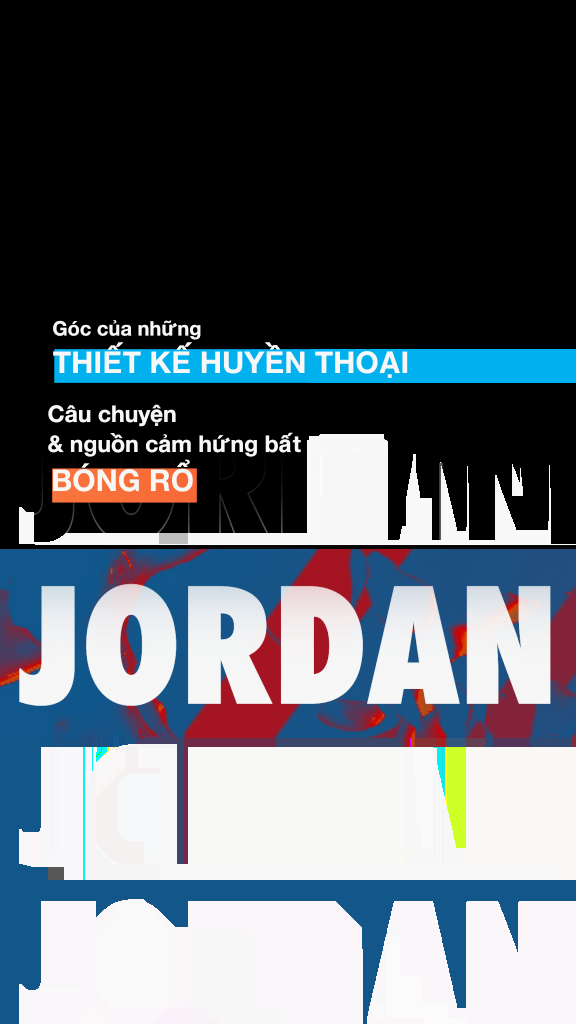 Góc của những
THIẾT KẾ HUYỀN THOẠI
Câu chuyện
& nguồn cảm hứng bất
BÓNG RỔ
JORDAN